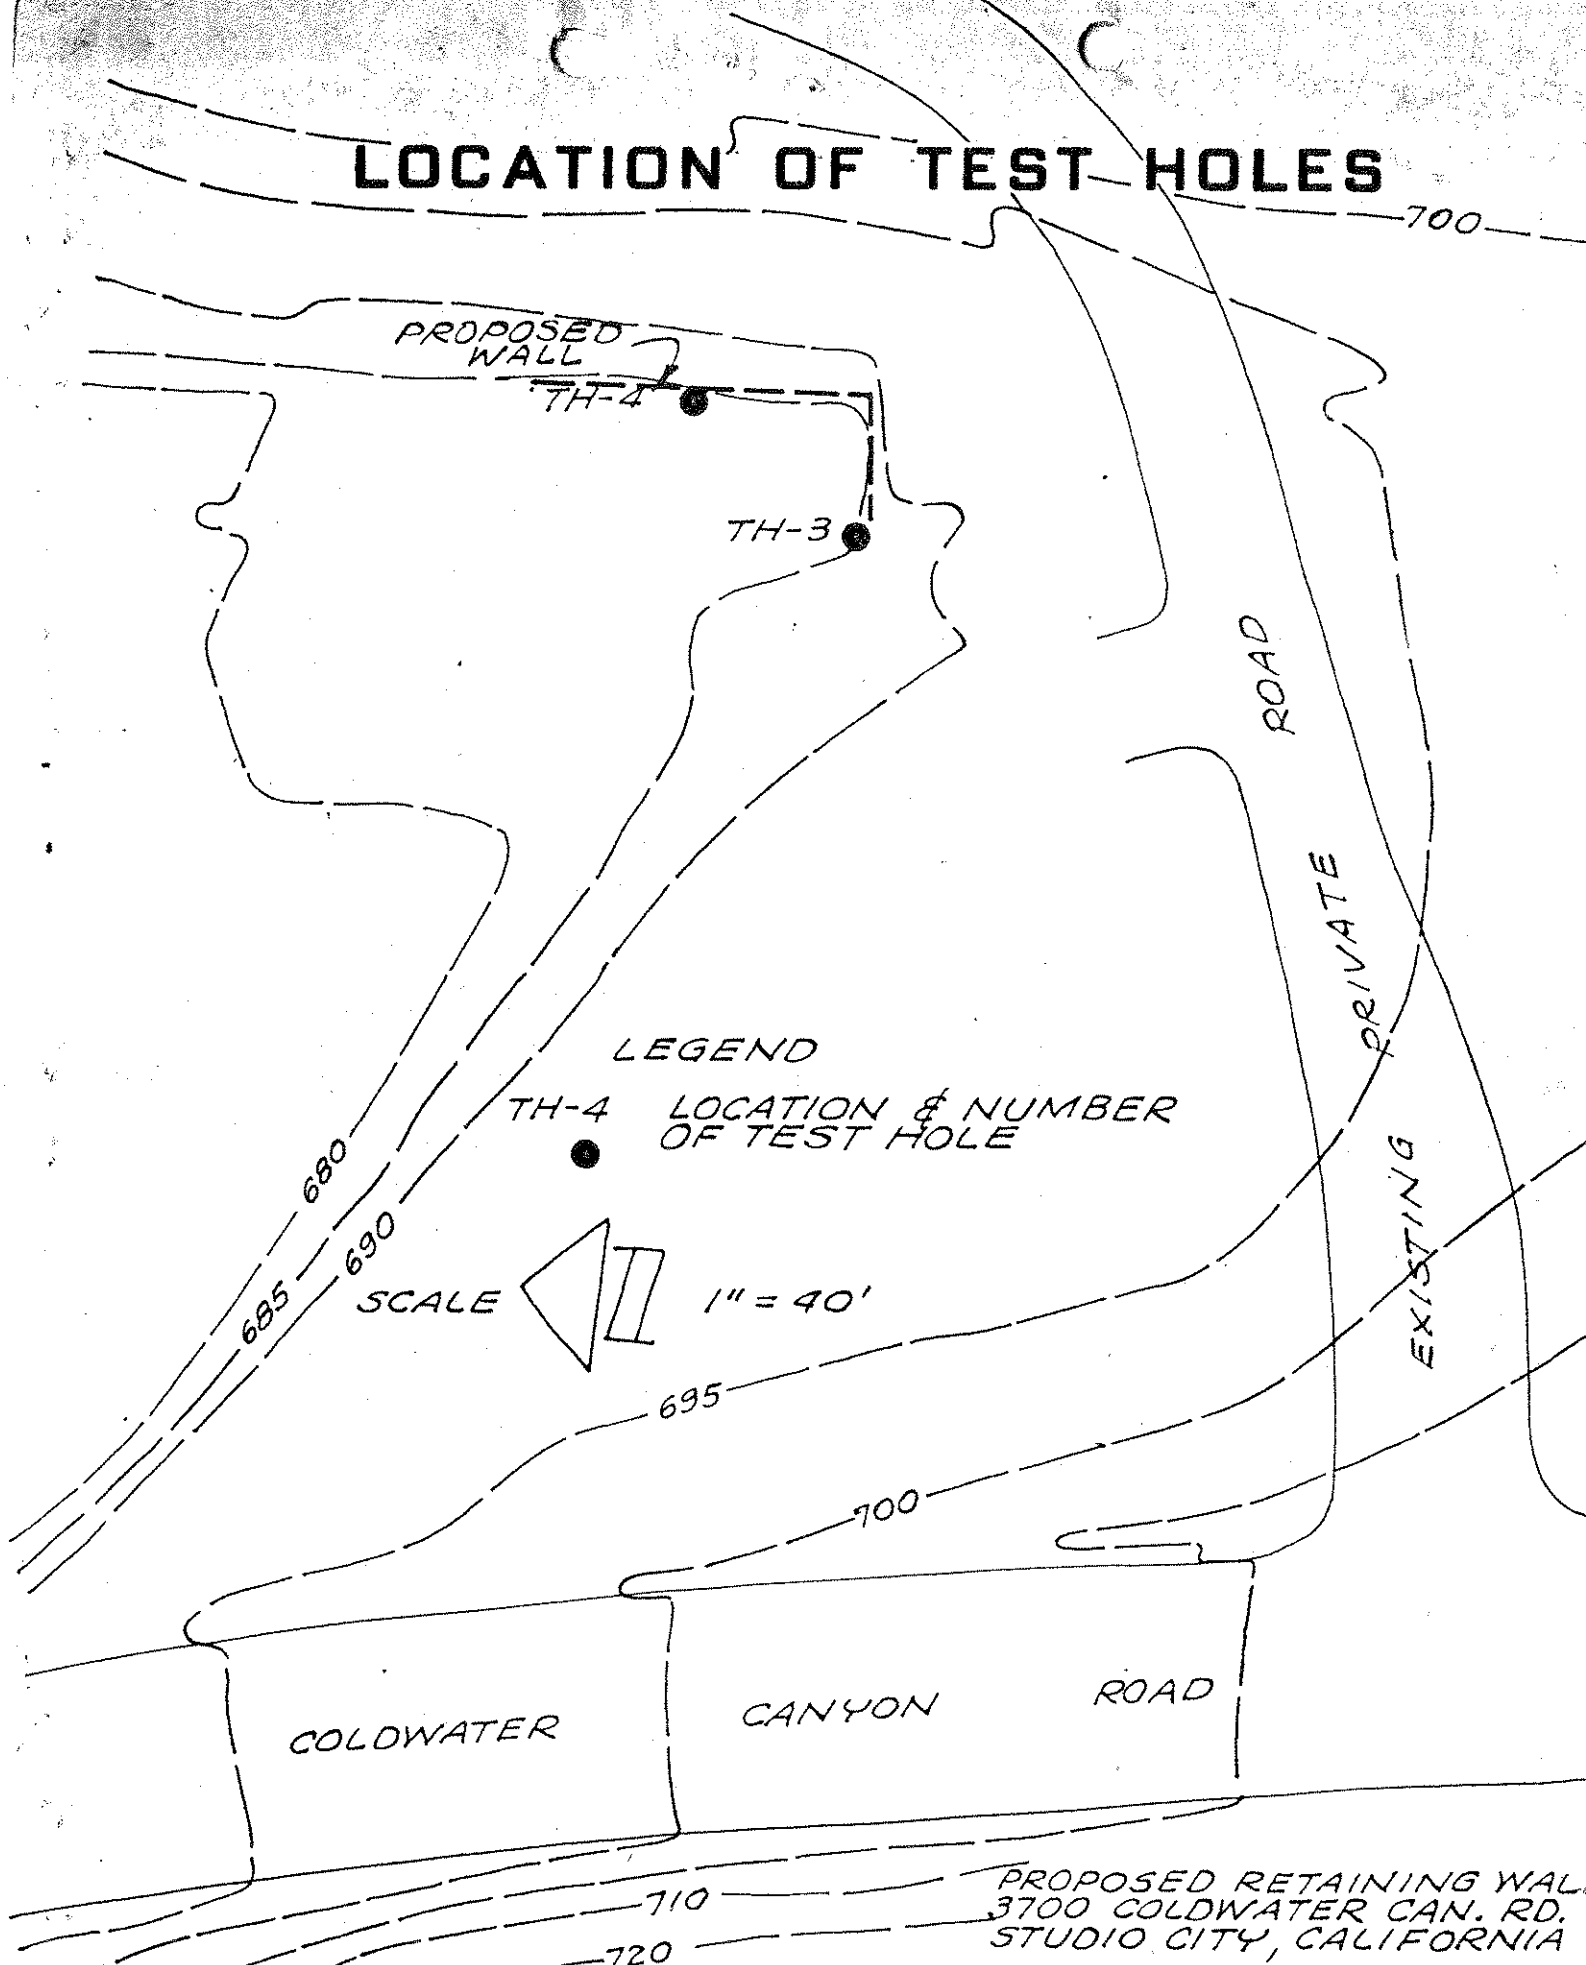 LOCATION OF TEST HOLES
700
PROPOSED
WALL
TH-4
TH-3
ROAD
PRIVATE
EXISTING
LEGEND
TH-4 LOCATION & NUMBER
OF TEST HOLE
680
690
685
SCALE 1" = 40'
695
700
COLDWATER CANYON ROAD
710
720
PROPOSED RETAINING WALL
3700 COLDWATER CAN. RD.
STUDIO CITY, CALIFORNIA